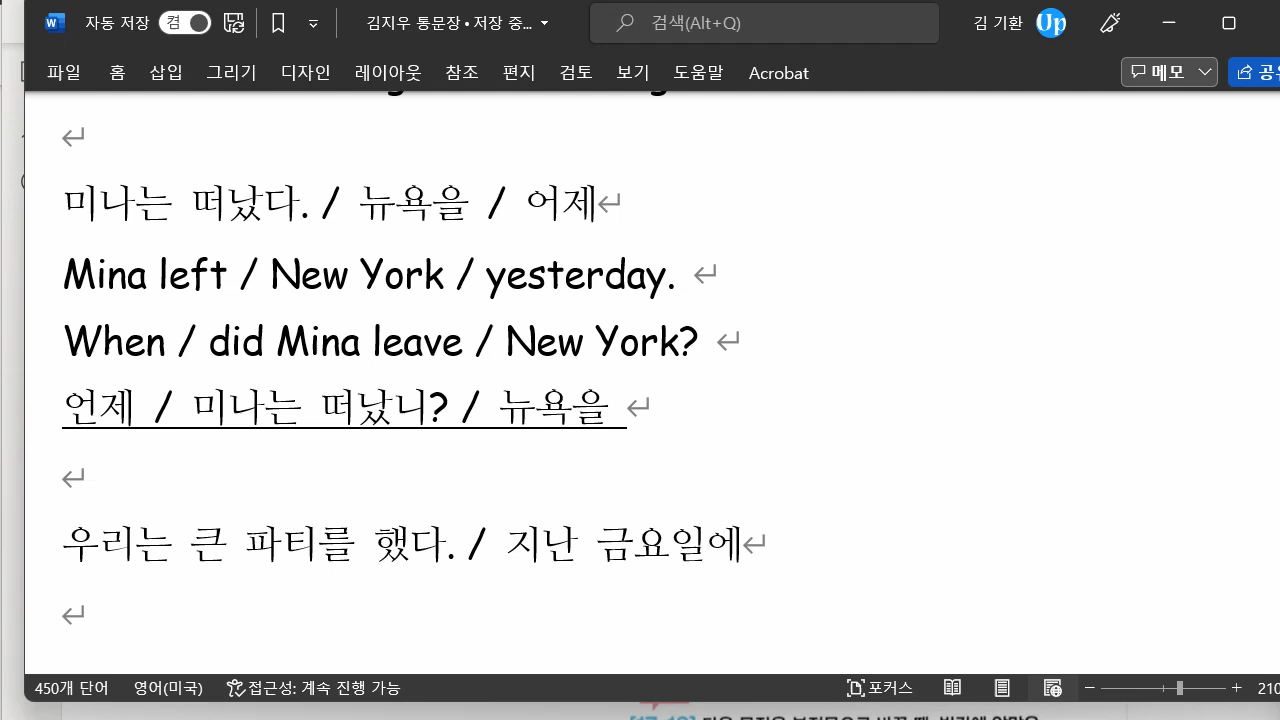 자동 저장 켬 김지우 통문장 • 저장 중... 검색(Alt+Q) 김 기환 Up
파일 홈 삽입 그리기 디자인 레이아웃 참조 편지 검토 보기 도움말 Acrobat 메모
미나는 떠났다. / 뉴욕을 / 어제
Mina left / New York / yesterday.
When / did Mina leave / New York?
언제 / 미나는 떠났니? / 뉴욕을
우리는 큰 파티를 했다. / 지난 금요일에
450개 단어 영어(미국) 접근성: 계속 진행 가능 포커스 210